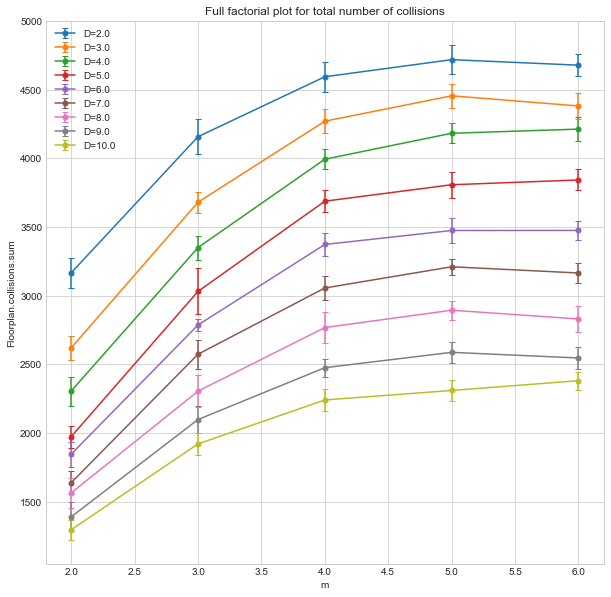 Full factorial plot for total number of collisions
D=2.0
D=3.0
D=4.0
D=5.0
D=6.0
D=7.0
D=8.0
D=9.0
D=10.0
Floorplan.collisions:sum
5000
4500
4000
3500
3000
2500
2000
1500
2.0 2.5 3.0 3.5 4.0 4.5 5.0 5.5 6.0
m